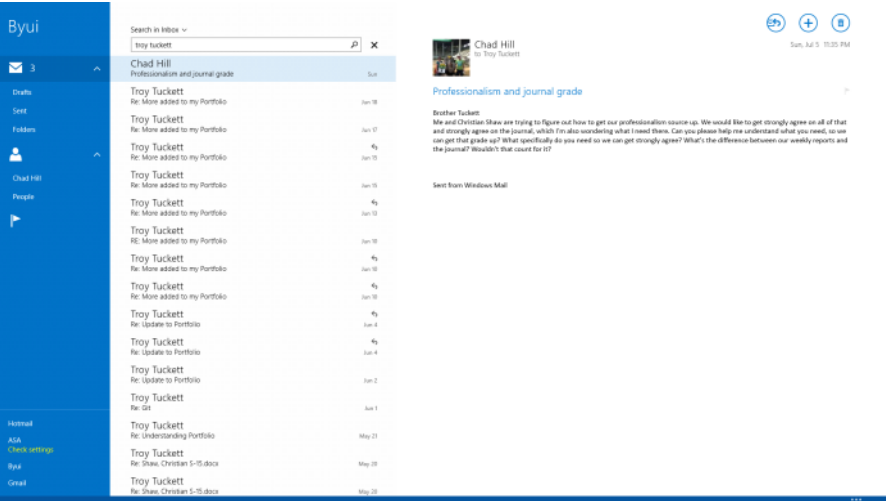 Byui
3
Drafts
Sent
Folders
Chad Hill
People
Hotmail
ASA
Check settings
Byui
Gmail
Search in Inbox
troy tuckett
Chad Hill
Professionalism and journal grade
Sun
Troy Tuckett
Re: More added to my Portfolio
Jun 18
Troy Tuckett
Re: More added to my Portfolio
Jun 17
Troy Tuckett
Re: More added to my Portfolio
Jun 15
Troy Tuckett
Re: More added to my Portfolio
Jun 15
Troy Tuckett
Re: More added to my Portfolio
Jun 13
Troy Tuckett
RE: More added to my Portfolio
Jun 10
Troy Tuckett
Re: More added to my Portfolio
Jun 10
Troy Tuckett
Re: More added to my Portfolio
Jun 10
Troy Tuckett
Re: Update to Portfolio
Jun 4
Troy Tuckett
Re: Update to Portfolio
Jun 4
Troy Tuckett
Re: Update to Portfolio
Jun 2
Troy Tuckett
Re: Git
Jun 1
Troy Tuckett
Re: Understanding Portfolio
May 21
Troy Tuckett
Re: Shaw, Christian 5-15.docx
May 20
Troy Tuckett
Re: Shaw, Christian 5-15.docx
May 20
Chad Hill
to Troy Tuckett
Sun, Jul 5 11:35 PM
Professionalism and journal grade
Brother Tuckett
Me and Christian Shaw are trying to figure out how to get our professionalism source up. We would like to get strongly agree on all of that
and strongly agree on the journal, which I'm also wondering what I need there. Can you please help me understand what you need, so we
can get that grade up? What specifically do you need so we can get strongly agree? What's the difference between our weekly reports and
the journal? Wouldn't that count for it?
Sent from Windows Mail